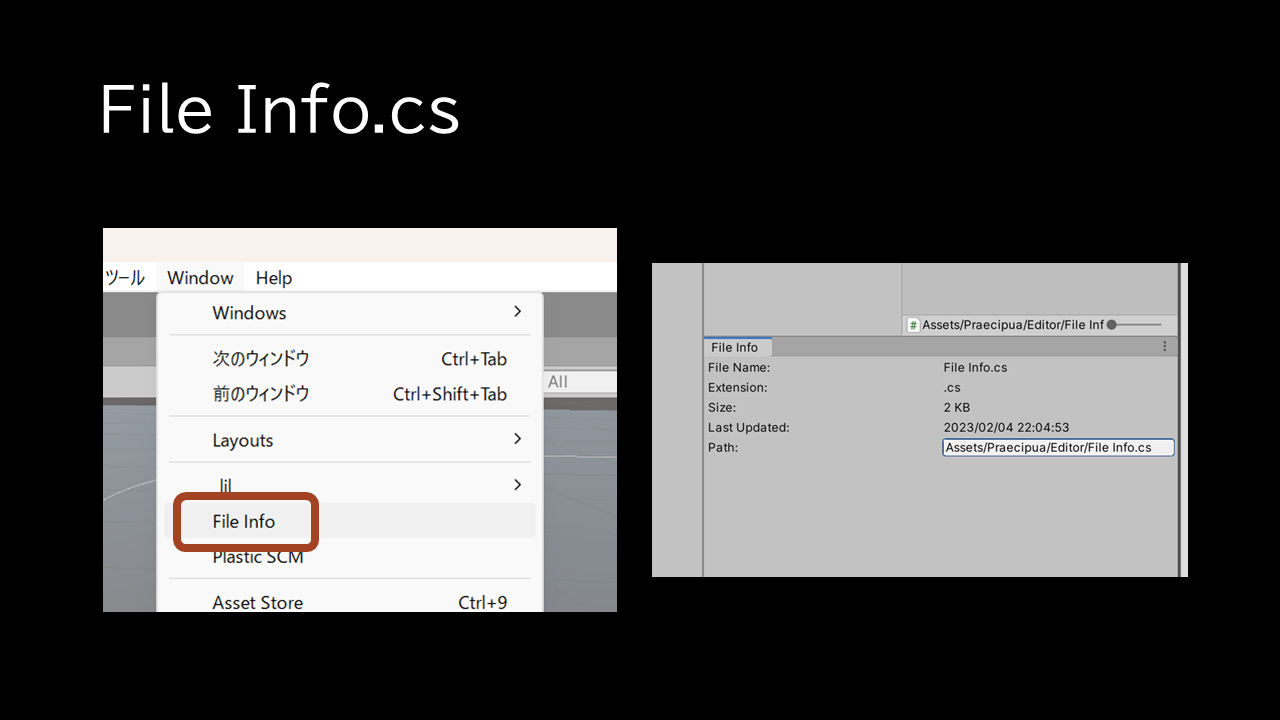 File Info.cs
ツール Window Help
Windows
次のウィンドウ Ctrl+Tab
前のウィンドウ Ctrl+Shift+Tab
All
Layouts
_lil
File Info
Plastic SCM
Asset Store Ctrl+9
# Assets/Praecipua/Editor/File Inf
File Info
File Name: File Info.cs
Extension: .cs
Size: 2 KB
Last Updated: 2023/02/04 22:04:53
Path: Assets/Praecipua/Editor/File Info.cs